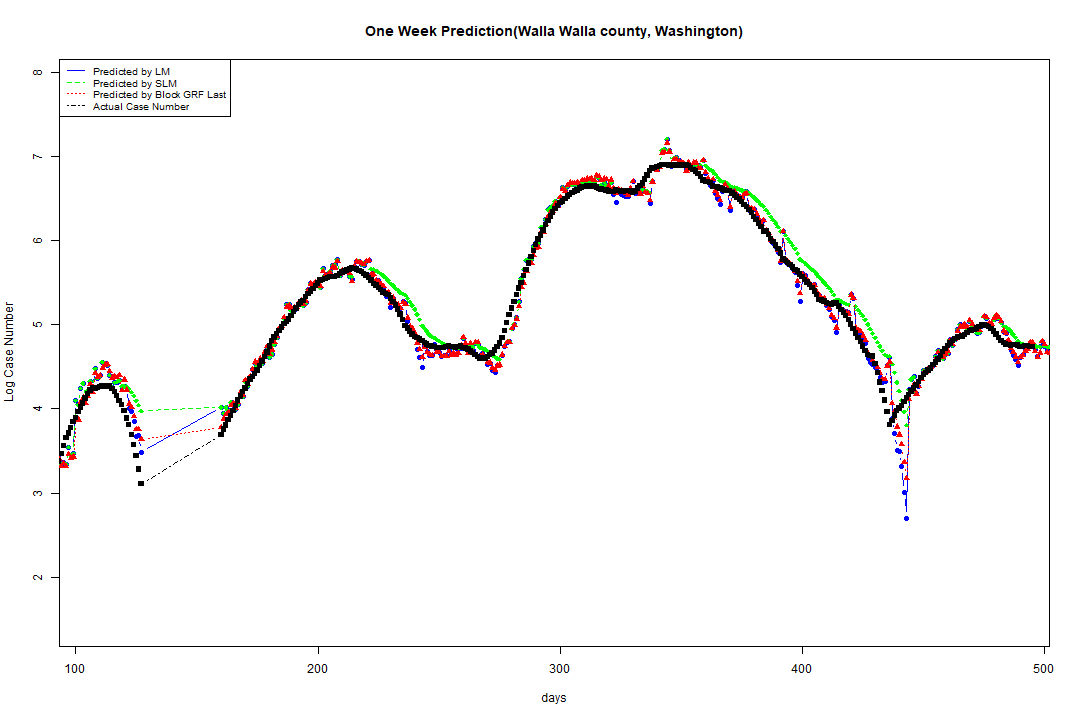 One Week Prediction(Walla Walla county, Washington)
Predicted by LM
Predicted by SLM
Predicted by Block GRF Last
Actual Case Number
Log Case Number
8
7
6
5
4
3
2
100 200 300 400 500
days